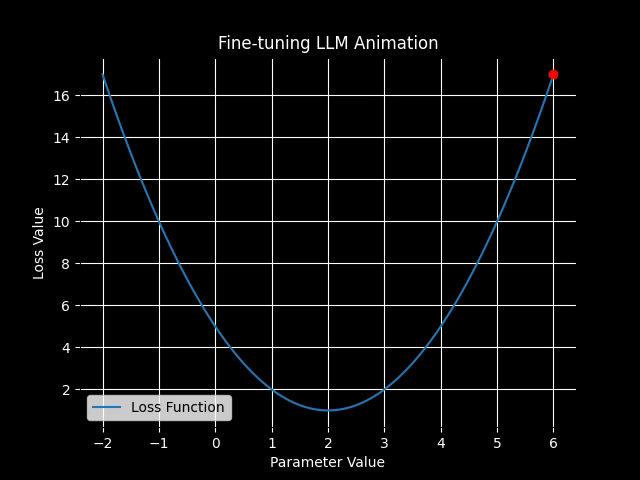 Fine-tuning LLM Animation
16
14
12
10
8
6
4
2
Loss Value
Loss Function
−2 −1 0 1 2 3 4 5 6
Parameter Value